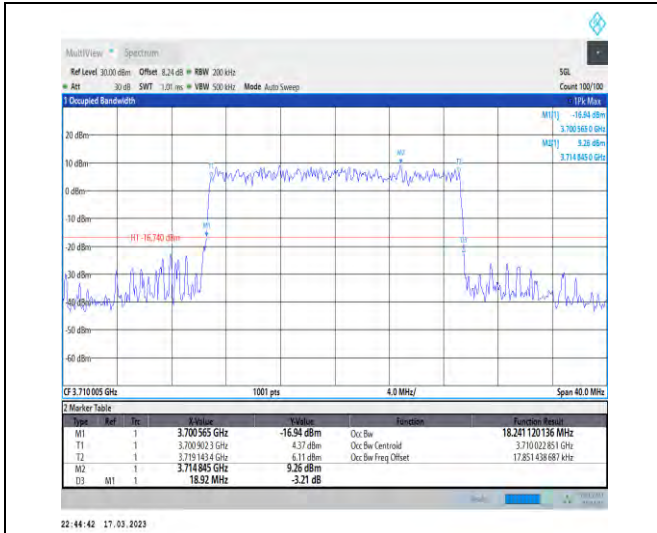 MultiView Spectrum
Ref Level 30.00 dBm Offset 8.24 dB RBW 200 kHz SGL
Att 30 dB SWT 1.01 ms VBW 500 kHz Mode Auto Sweep Count 100/100
1 Occupied Bandwidth 1Pk Max
M1[1] -16.94 dBm
3.700 565 0 GHz
M2[1] 9.26 dBm
3.714 845 0 GHz
20 dBm
10 dBm
0 dBm
-10 dBm
-20 dBm
-30 dBm
-40 dBm
-50 dBm
-60 dBm
T1
M2
T2
M1
D3
H1 -16.740 dBm
CF 3.710 005 GHz 1001 pts 4.0 MHz/ Span 40.0 MHz
2 Marker Table
Type Ref Trc X-Value Y-Value Function Function Result
M1 1 3.700 565 GHz -16.94 dBm Occ Bw 18.241 120 136 MHz
T1 1 3.700 902 3 GHz 4.37 dBm Occ Bw Centroid 3.710 022 851 GHz
T2 1 3.719 143 4 GHz 6.11 dBm Occ Bw Freq Offset 17.851 438 687 kHz
M2 1 3.714 845 GHz 9.26 dBm
D3 M1 1 18.92 MHz -3.21 dB
22:44:42 17.03.2023